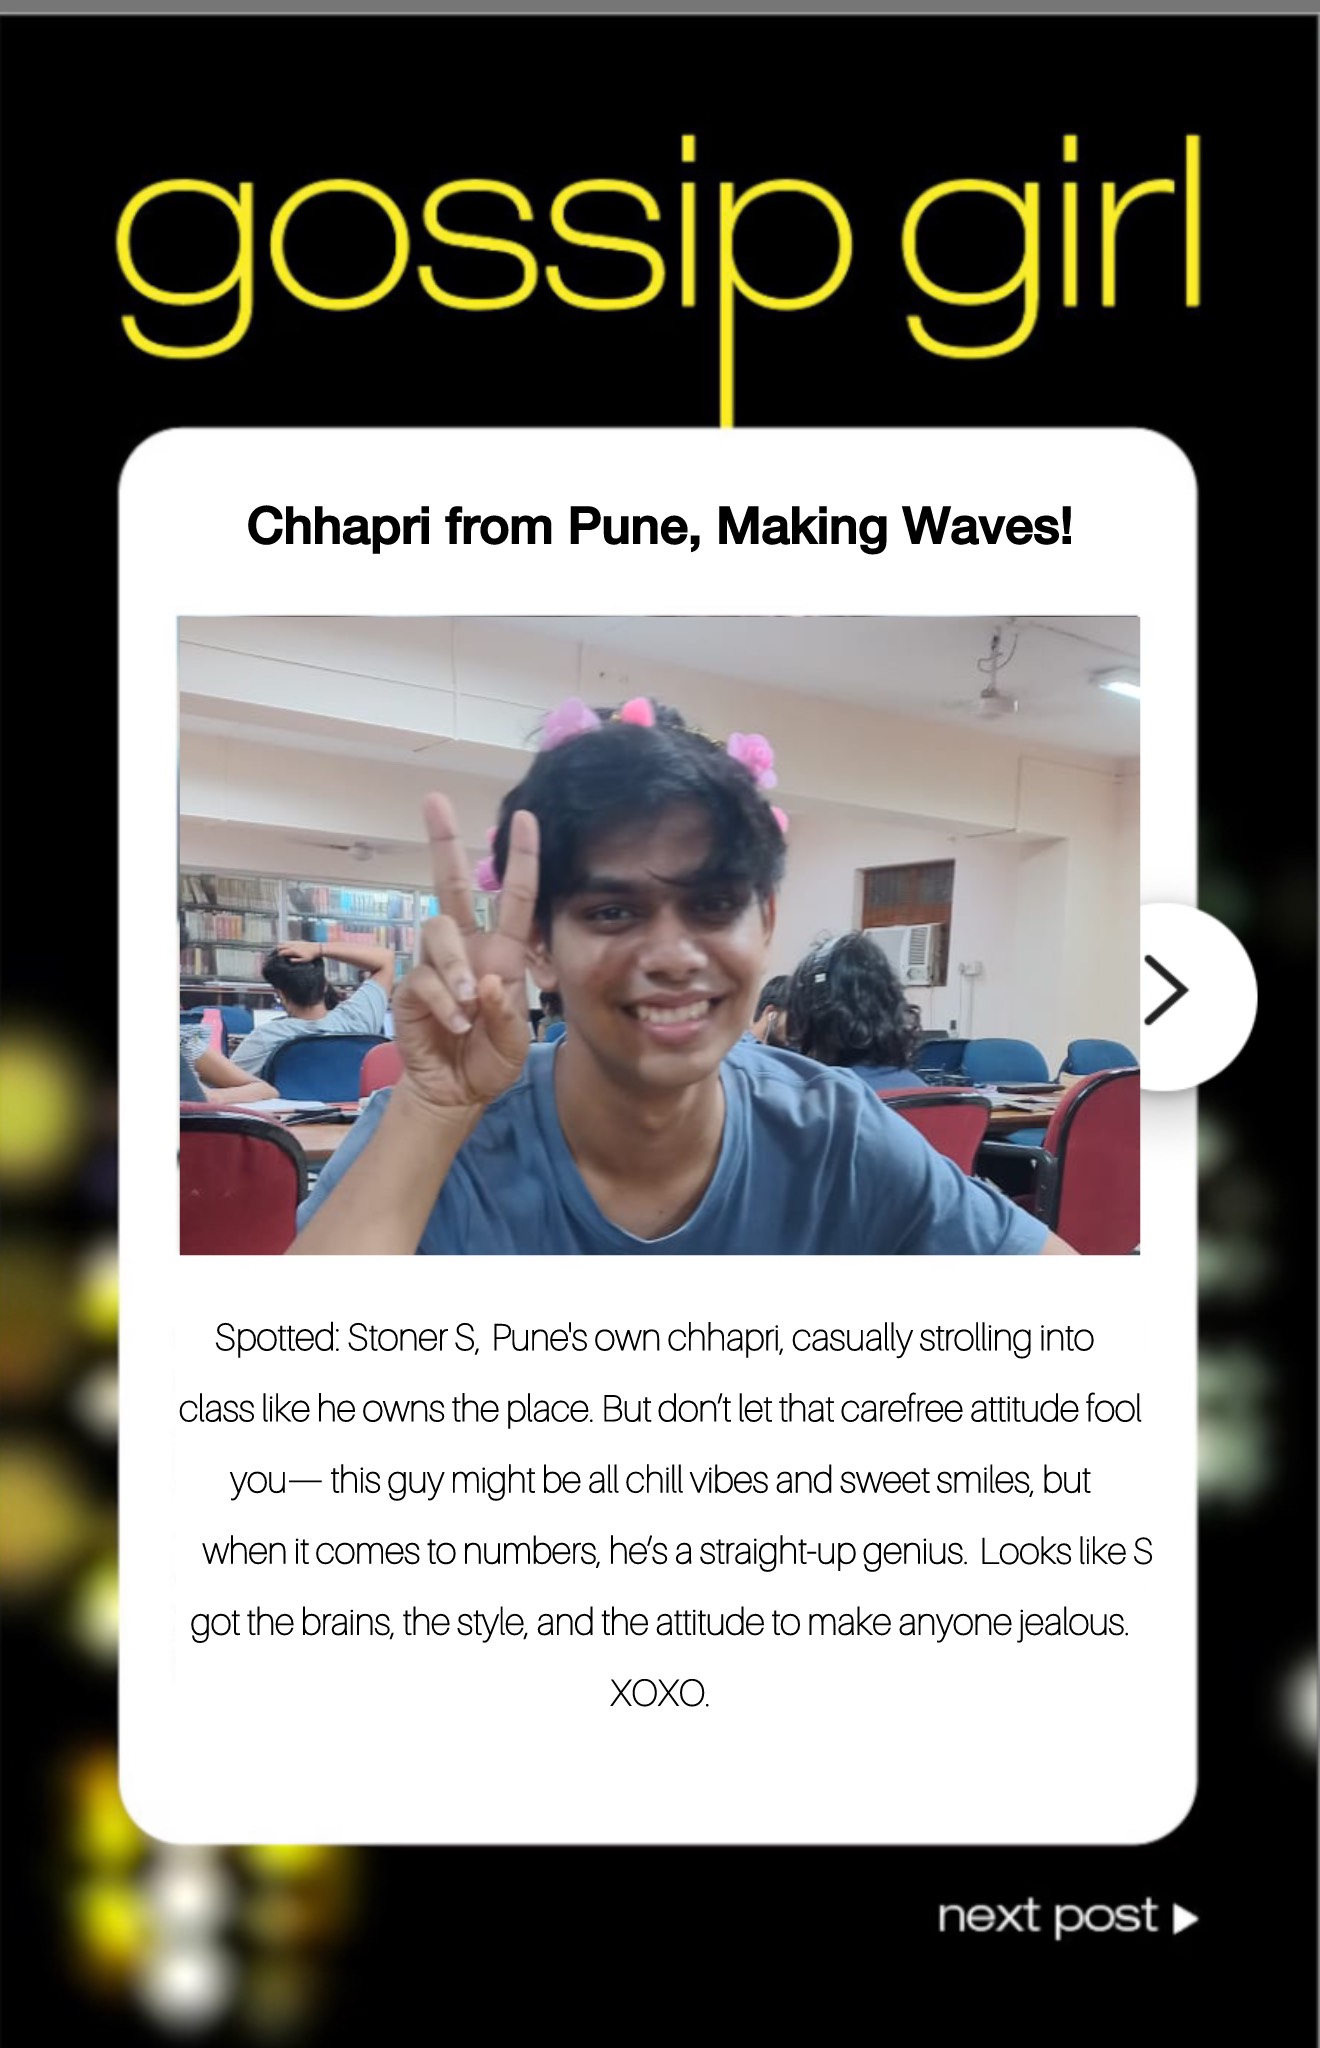 gossip girl
Chhapri from Pune, Making Waves!
Spotted: Stoner S, Pune's own chhapri, casually strolling into
class like he owns the place. But don’t let that carefree attitude fool
you— this guy might be all chill vibes and sweet smiles, but
when it comes to numbers, he’s a straight-up genius. Looks like S
got the brains, the style, and the attitude to make anyone jealous.
XOXO.
next post